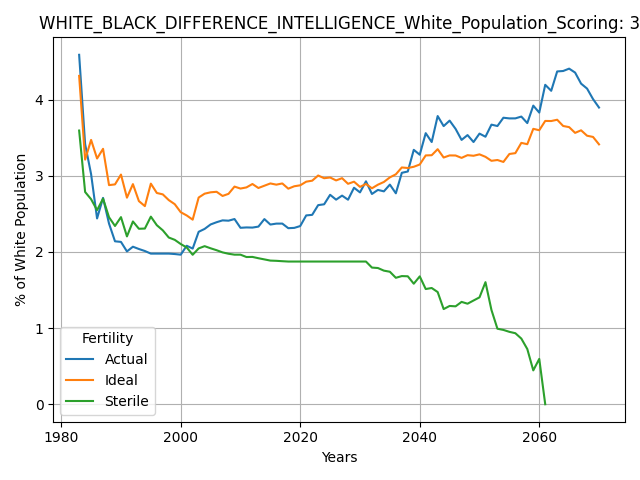 WHITE_BLACK_DIFFERENCE_INTELLIGENCE_White_Population_Scoring: 3
% of White Population
4
3
2
1
0
Fertility
Actual
Ideal
Sterile
1980 2000 2020 2040 2060
Years